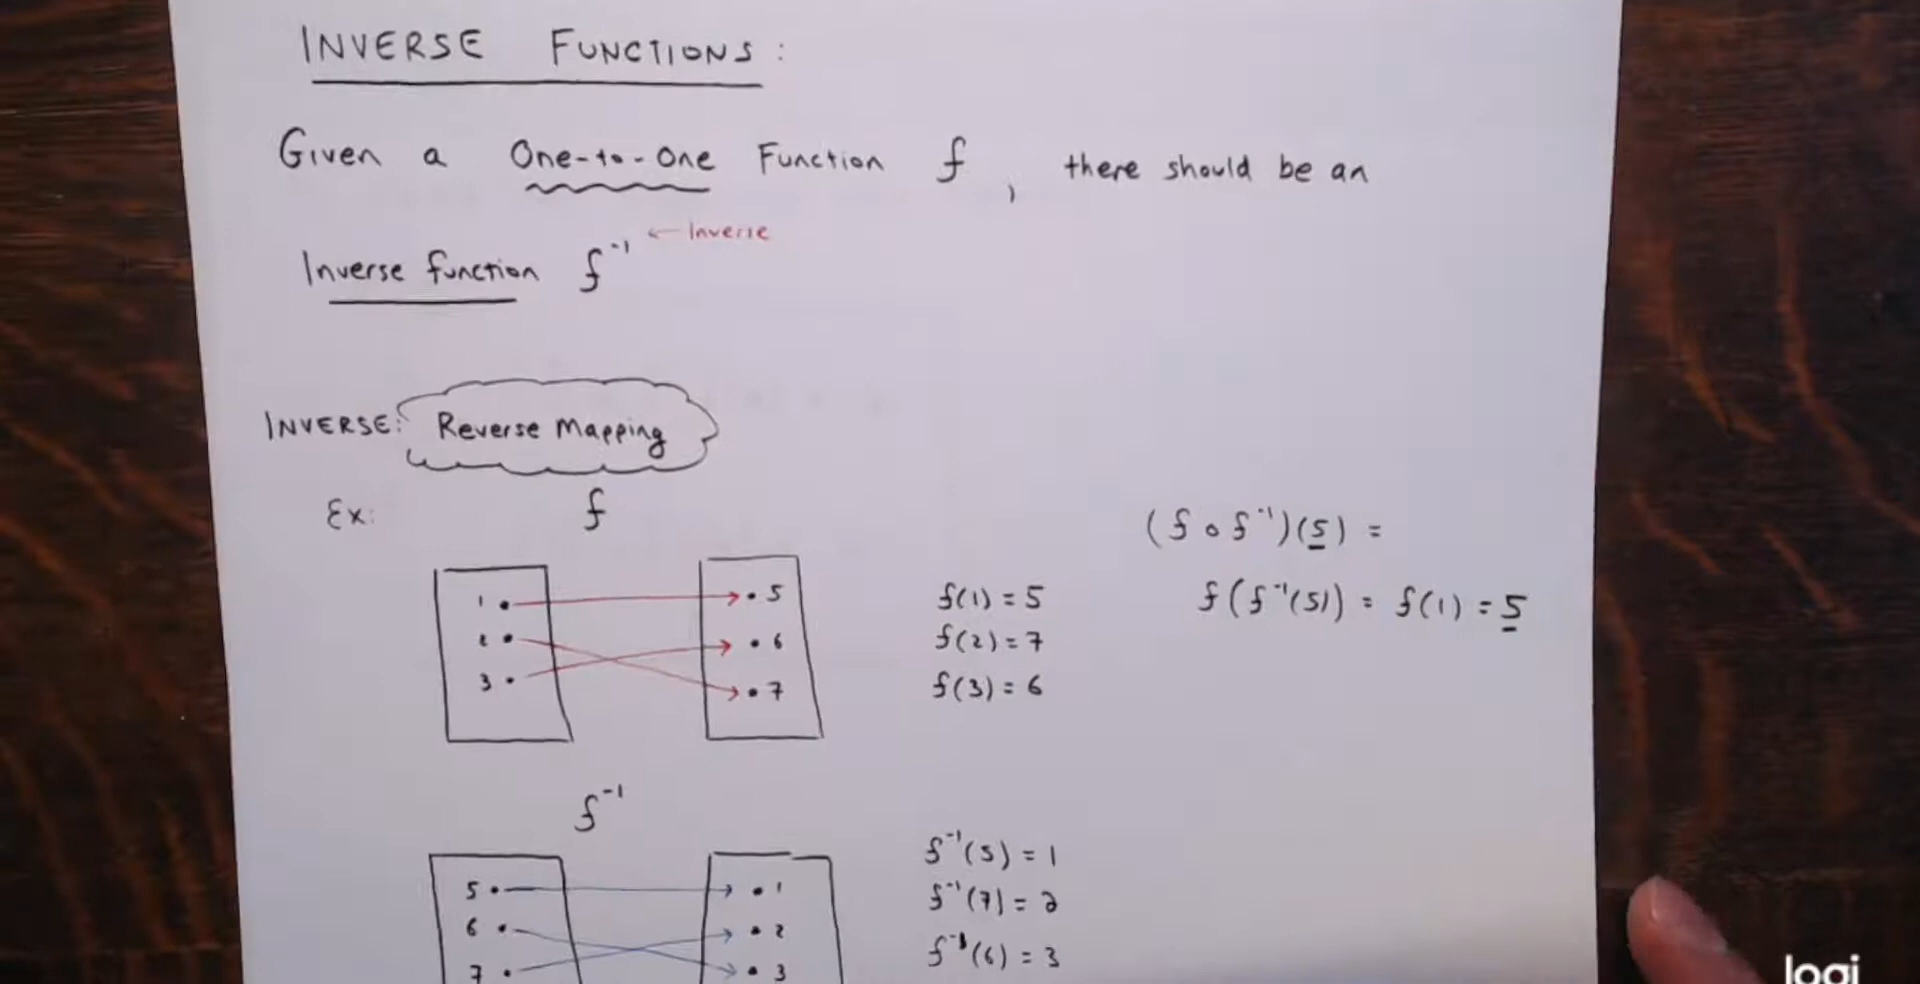 INVERSE FUNCTIONS:
Given a One-to-One Function f, there should be an
← Inverse
Inverse function f⁻¹
INVERSE: Reverse Mapping
Ex: f
(f ∘ f⁻¹)(5) =
1 5 f(1) = 5 f(f⁻¹(5)) = f(1) = 5
2 6 f(2) = 7
3 7 f(3) = 6
f⁻¹
f⁻¹(5) = 1
5 1
f⁻¹(7) = 2
6 2
f⁻¹(6) = 3
7 3
logi